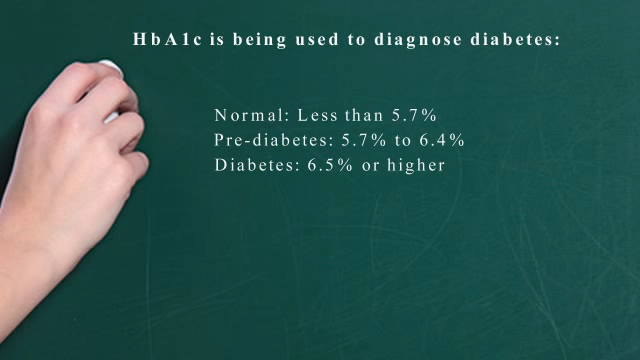 HbA1c is being used to diagnose diabetes:
Normal: Less than 5.7%
Pre-diabetes: 5.7% to 6.4%
Diabetes: 6.5% or higher